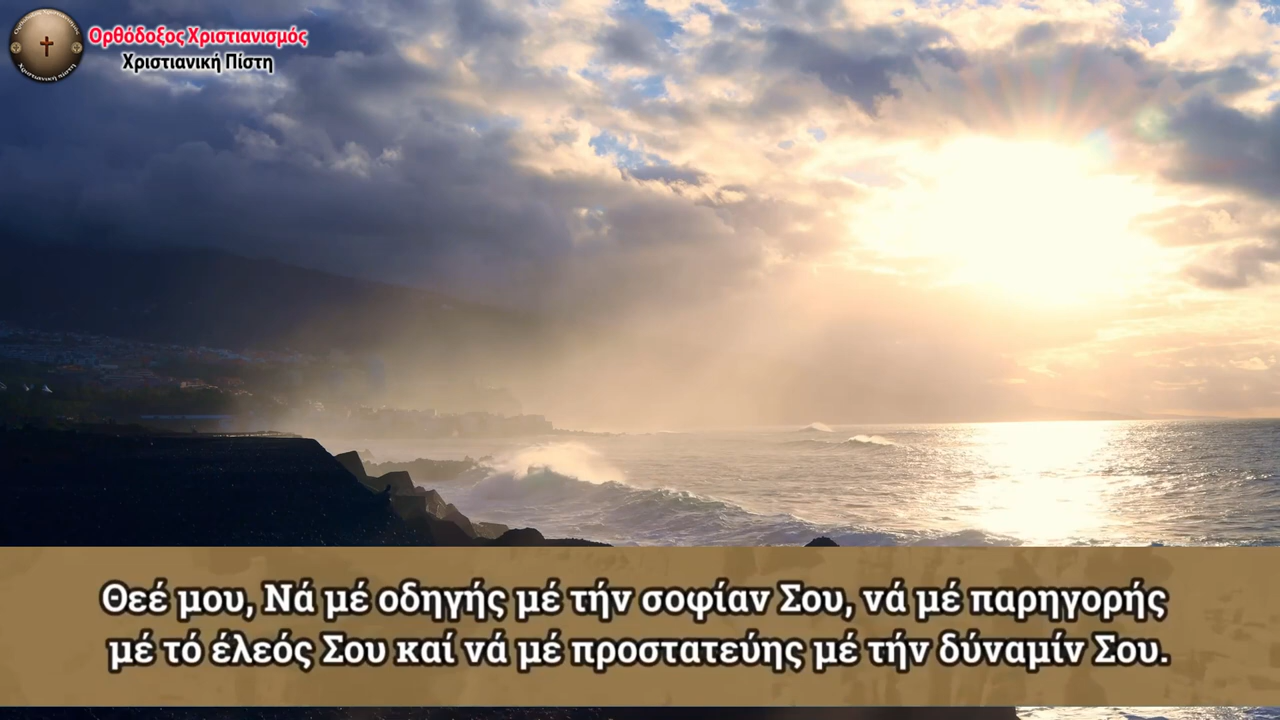 Ορθόδοξος Χριστιανισμός
Χριστιανική Πίστη
Θεέ μου, Νά μέ οδηγής μέ τήν σοφίαν Σου, νά μέ παρηγορής
μέ τό έλεός Σου καί νά μέ προστατεύης μέ τήν δύναμίν Σου.